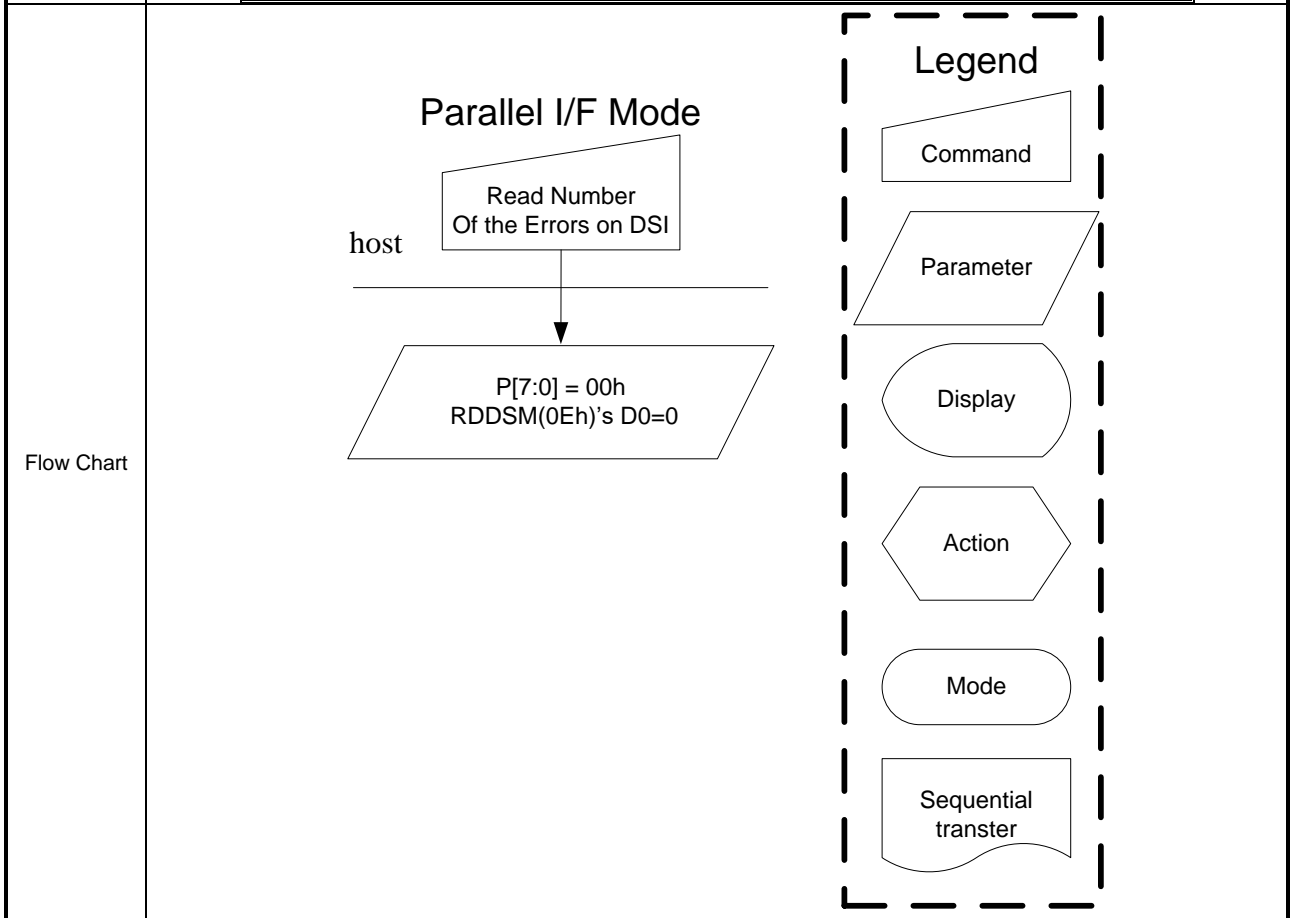 Flow Chart
Parallel I/F Mode
Read Number
Of the Errors on DSI
host
P[7:0] = 00h
RDDSM(0Eh)'s D0=0
Legend
Command
Parameter
Display
Action
Mode
Sequential
transter